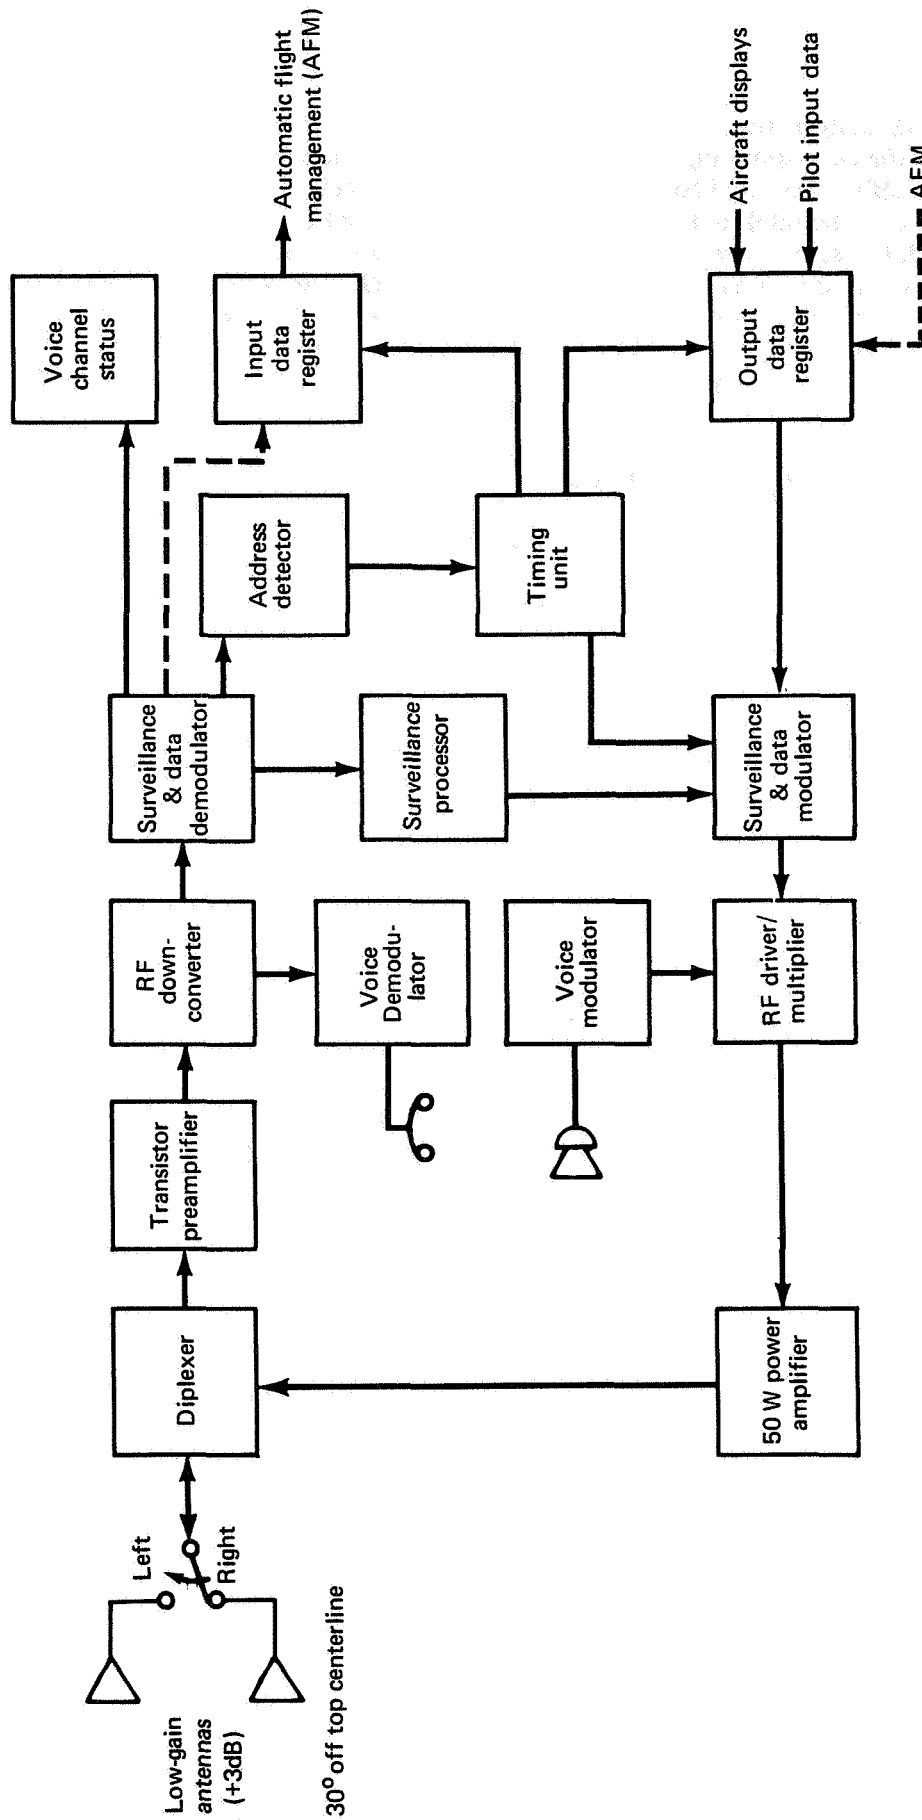 Low-gain
antennas
(+3dB)
30° off top centerline
Left
Right
Diplexer
Transistor
preamplifier
RF
down-
converter
Voice
Demodu-
lator
Surveillance
& data
demodulator
Surveillance
processor
Address
detector
Voice
channel
status
Input
data
register
Automatic flight
management (AFM)
Timing
unit
Output
data
register
Aircraft displays
Pilot input data
AFM
Surveillance
& data
modulator
Voice
modulator
RF driver/
multiplier
50 W power
amplifier